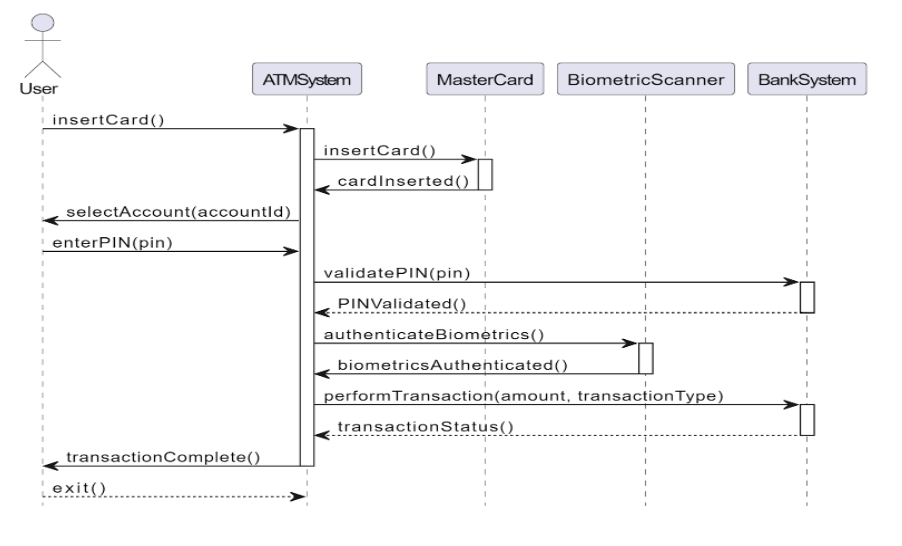 User
ATMSystem
MasterCard
BiometricScanner
BankSystem
insertCard()
insertCard()
cardInserted()
selectAccount(accountId)
enterPIN(pin)
validatePIN(pin)
PINValidated()
authenticateBiometrics()
biometricsAuthenticated()
performTransaction(amount, transactionType)
transactionStatus()
transactionComplete()
exit()